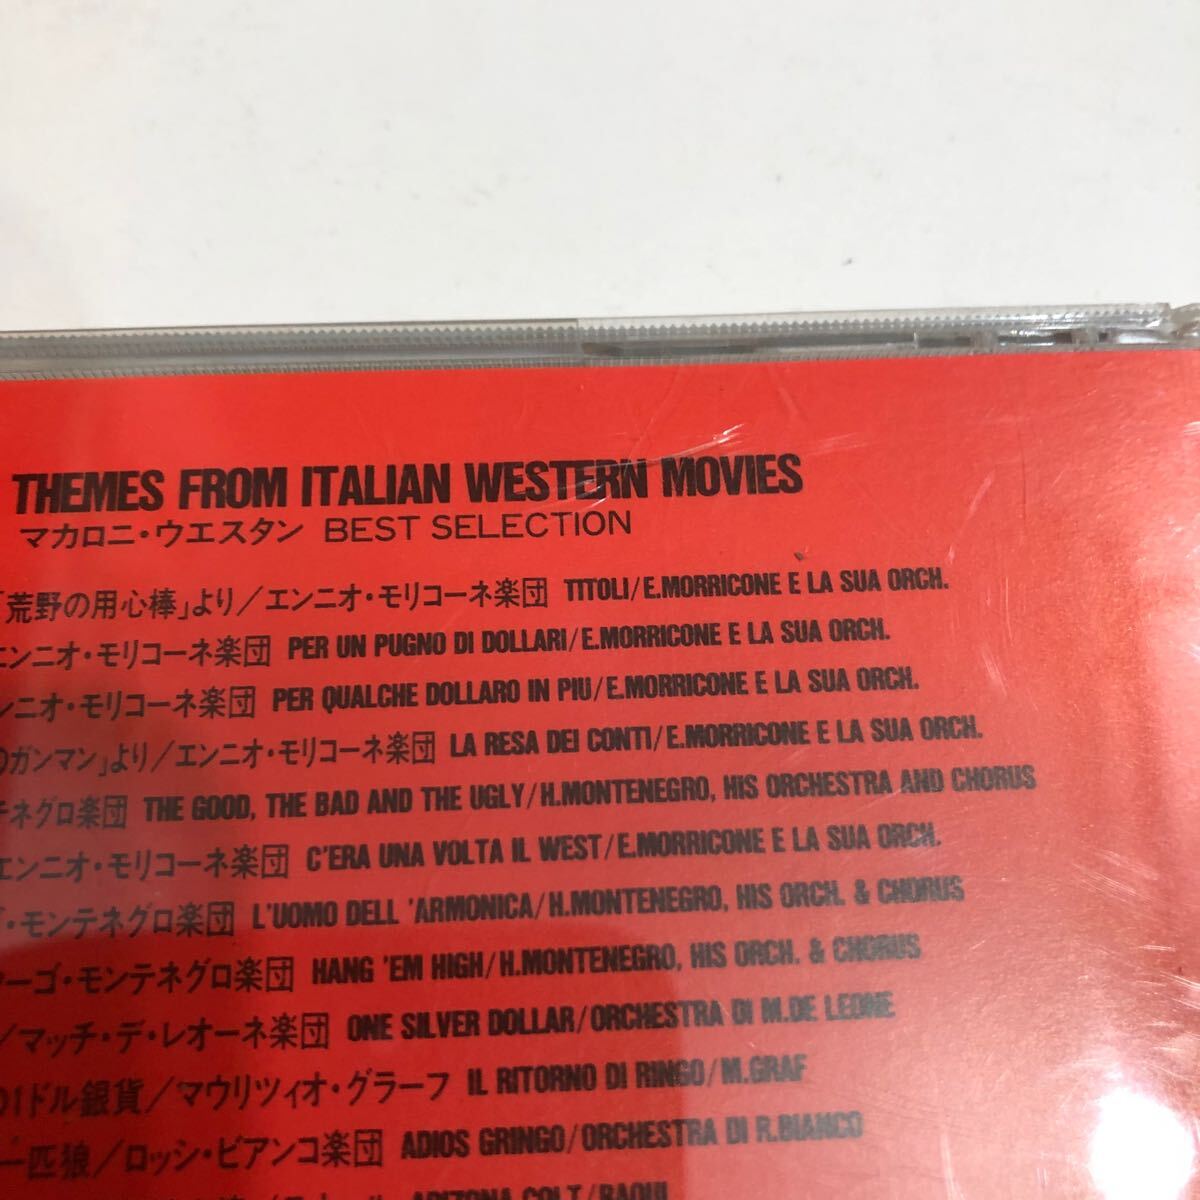 THEMES FROM ITALIAN WESTERN MOVIES
マカロニ・ウエスタン BEST SELECTION
「荒野の用心棒」より/エンニオ・モリコーネ楽団 TITOLI/E.MORRICONE E LA SUA ORCH.
エンニオ・モリコーネ楽団 PER UN PUGNO DI DOLLARI/E.MORRICONE E LA SUA ORCH.
ンニオ・モリコーネ楽団 PER QUALCHE DOLLARO IN PIU/E.MORRICONE E LA SUA ORCH.
のガンマン」より/エンニオ・モリコーネ楽団 LA RESA DEI CONTI/E.MORRICONE E LA SUA ORCH.
テネグロ楽団 THE GOOD, THE BAD AND THE UGLY/H.MONTENEGRO, HIS ORCHESTRA AND CHORUS
エンニオ・モリコーネ楽団 C'ERA UNA VOLTA IL WEST/E.MORRICONE E LA SUA ORCH.
・モンテネグロ楽団 L'UOMO DELL 'ARMONICA/H.MONTENEGRO, HIS ORCH. & CHORUS
ーゴ・モンテネグロ楽団 HANG 'EM HIGH/H.MONTENEGRO, HIS ORCH. & CHORUS
/マッチ・デ・レオーネ楽団 ONE SILVER DOLLAR/ORCHESTRA DI M.DE LEONE
の1ドル銀貨/マウリツィオ・グラーフ IL RITORNO DI RINGO/M.GRAF
一匹狼/ロッシ・ビアンコ楽団 ADIOS GRINGO/ORCHESTRA DI R.BIANCO
ARIZONA COLT/RAOUL